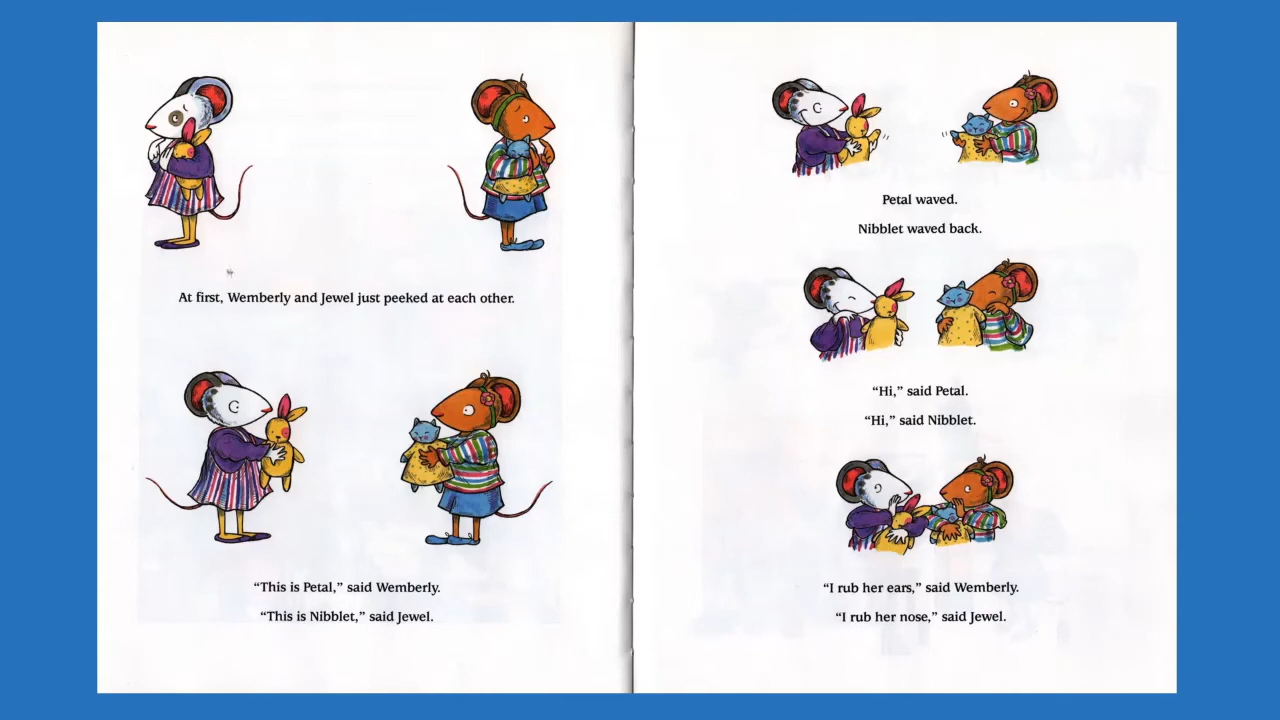 At first, Wemberly and Jewel just peeked at each other.
“This is Petal,” said Wemberly.
“This is Nibblet,” said Jewel.
Petal waved.
Nibblet waved back.
“Hi,” said Petal.
“Hi,” said Nibblet.
“I rub her ears,” said Wemberly.
“I rub her nose,” said Jewel.